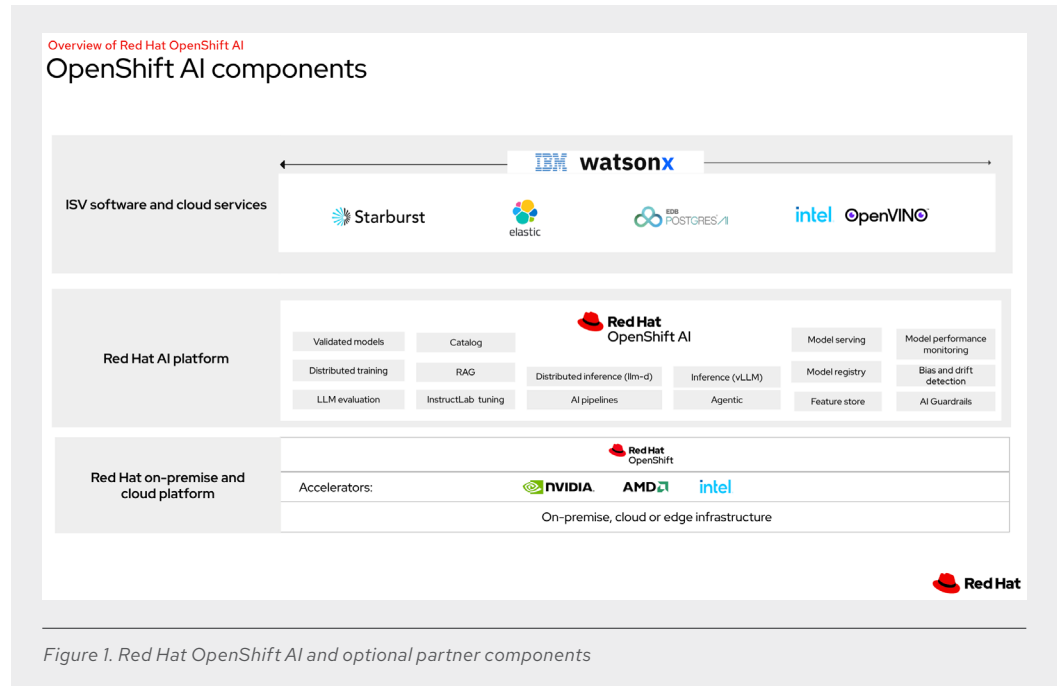 Overview of Red Hat OpenShift AI
OpenShift AI components
ISV software and cloud services
IBM watsonx
Starburst
elastic
EDB
POSTGRES AI
intel OpenVINO
Red Hat AI platform
Red Hat
OpenShift AI
Validated models
Catalog
Model serving
Model performance
monitoring
Distributed training
RAG
Distributed inference (llm-d)
Inference (vLLM)
Model registry
Bias and drift
detection
LLM evaluation
InstructLab tuning
AI pipelines
Agentic
Feature store
AI Guardrails
Red Hat on-premise and
cloud platform
Red Hat
OpenShift
Accelerators:
NVIDIA.
AMD
intel
On-premise, cloud or edge infrastructure
Red Hat
Figure 1. Red Hat OpenShift AI and optional partner components